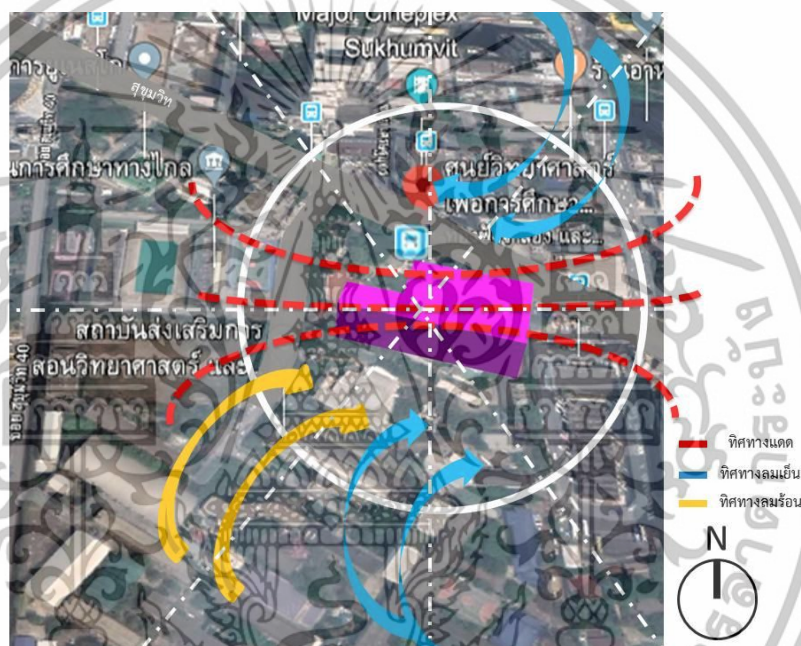 Major Cineplex
Sukhumvit
สุขุมวิท
นการศึกษาทางไกล
ศูนย์วิทยาศาสตร์
เพื่อการศึกษา...
สถาบันส่งเสริมการ
สอนวิทยาศาสตร์ และ
ซอย สุขุมวิท 40
ทิศทางแดด
ทิศทางลมเย็น
ทิศทางลมร้อน
N